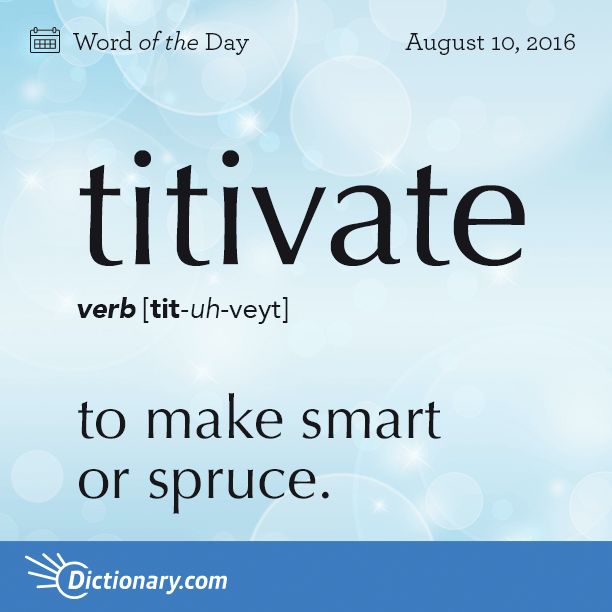 Word of the Day
August 10, 2016
titivate
verb [tit-uh-veyt]
to make smart
or spruce.
Dictionary.com